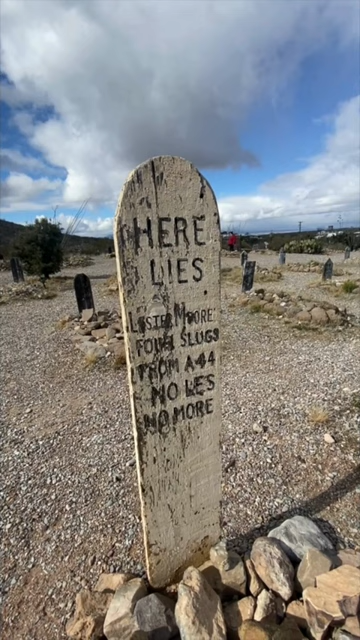 HERE
LIES
LESTER MOORE
FOUR SLUGS
FROM A 44
NO LES
NO MORE